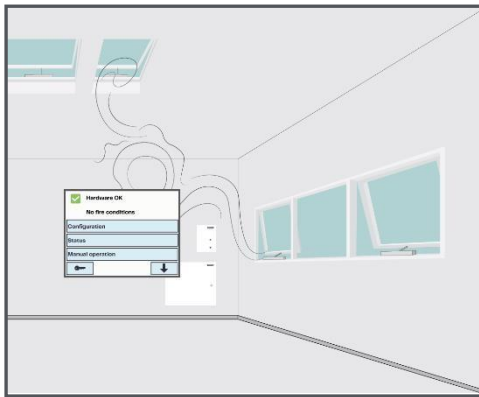 Hardware OK
No fire conditions
Configuration
Status
Manual operation